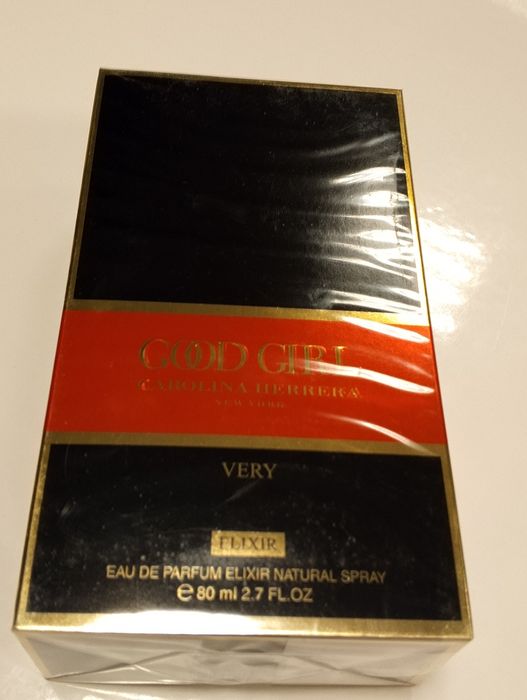 GOOD GIRL
CAROLINA HERRERA
NEW YORK
VERY
ELIXIR
EAU DE PARFUM ELIXIR NATURAL SPRAY
℮ 80 ml 2.7 FL.OZ